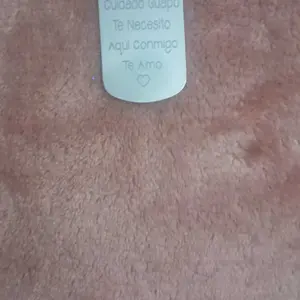 Cuidado Guapo
Te Necesito
Aqui Conmigo
Te Amo